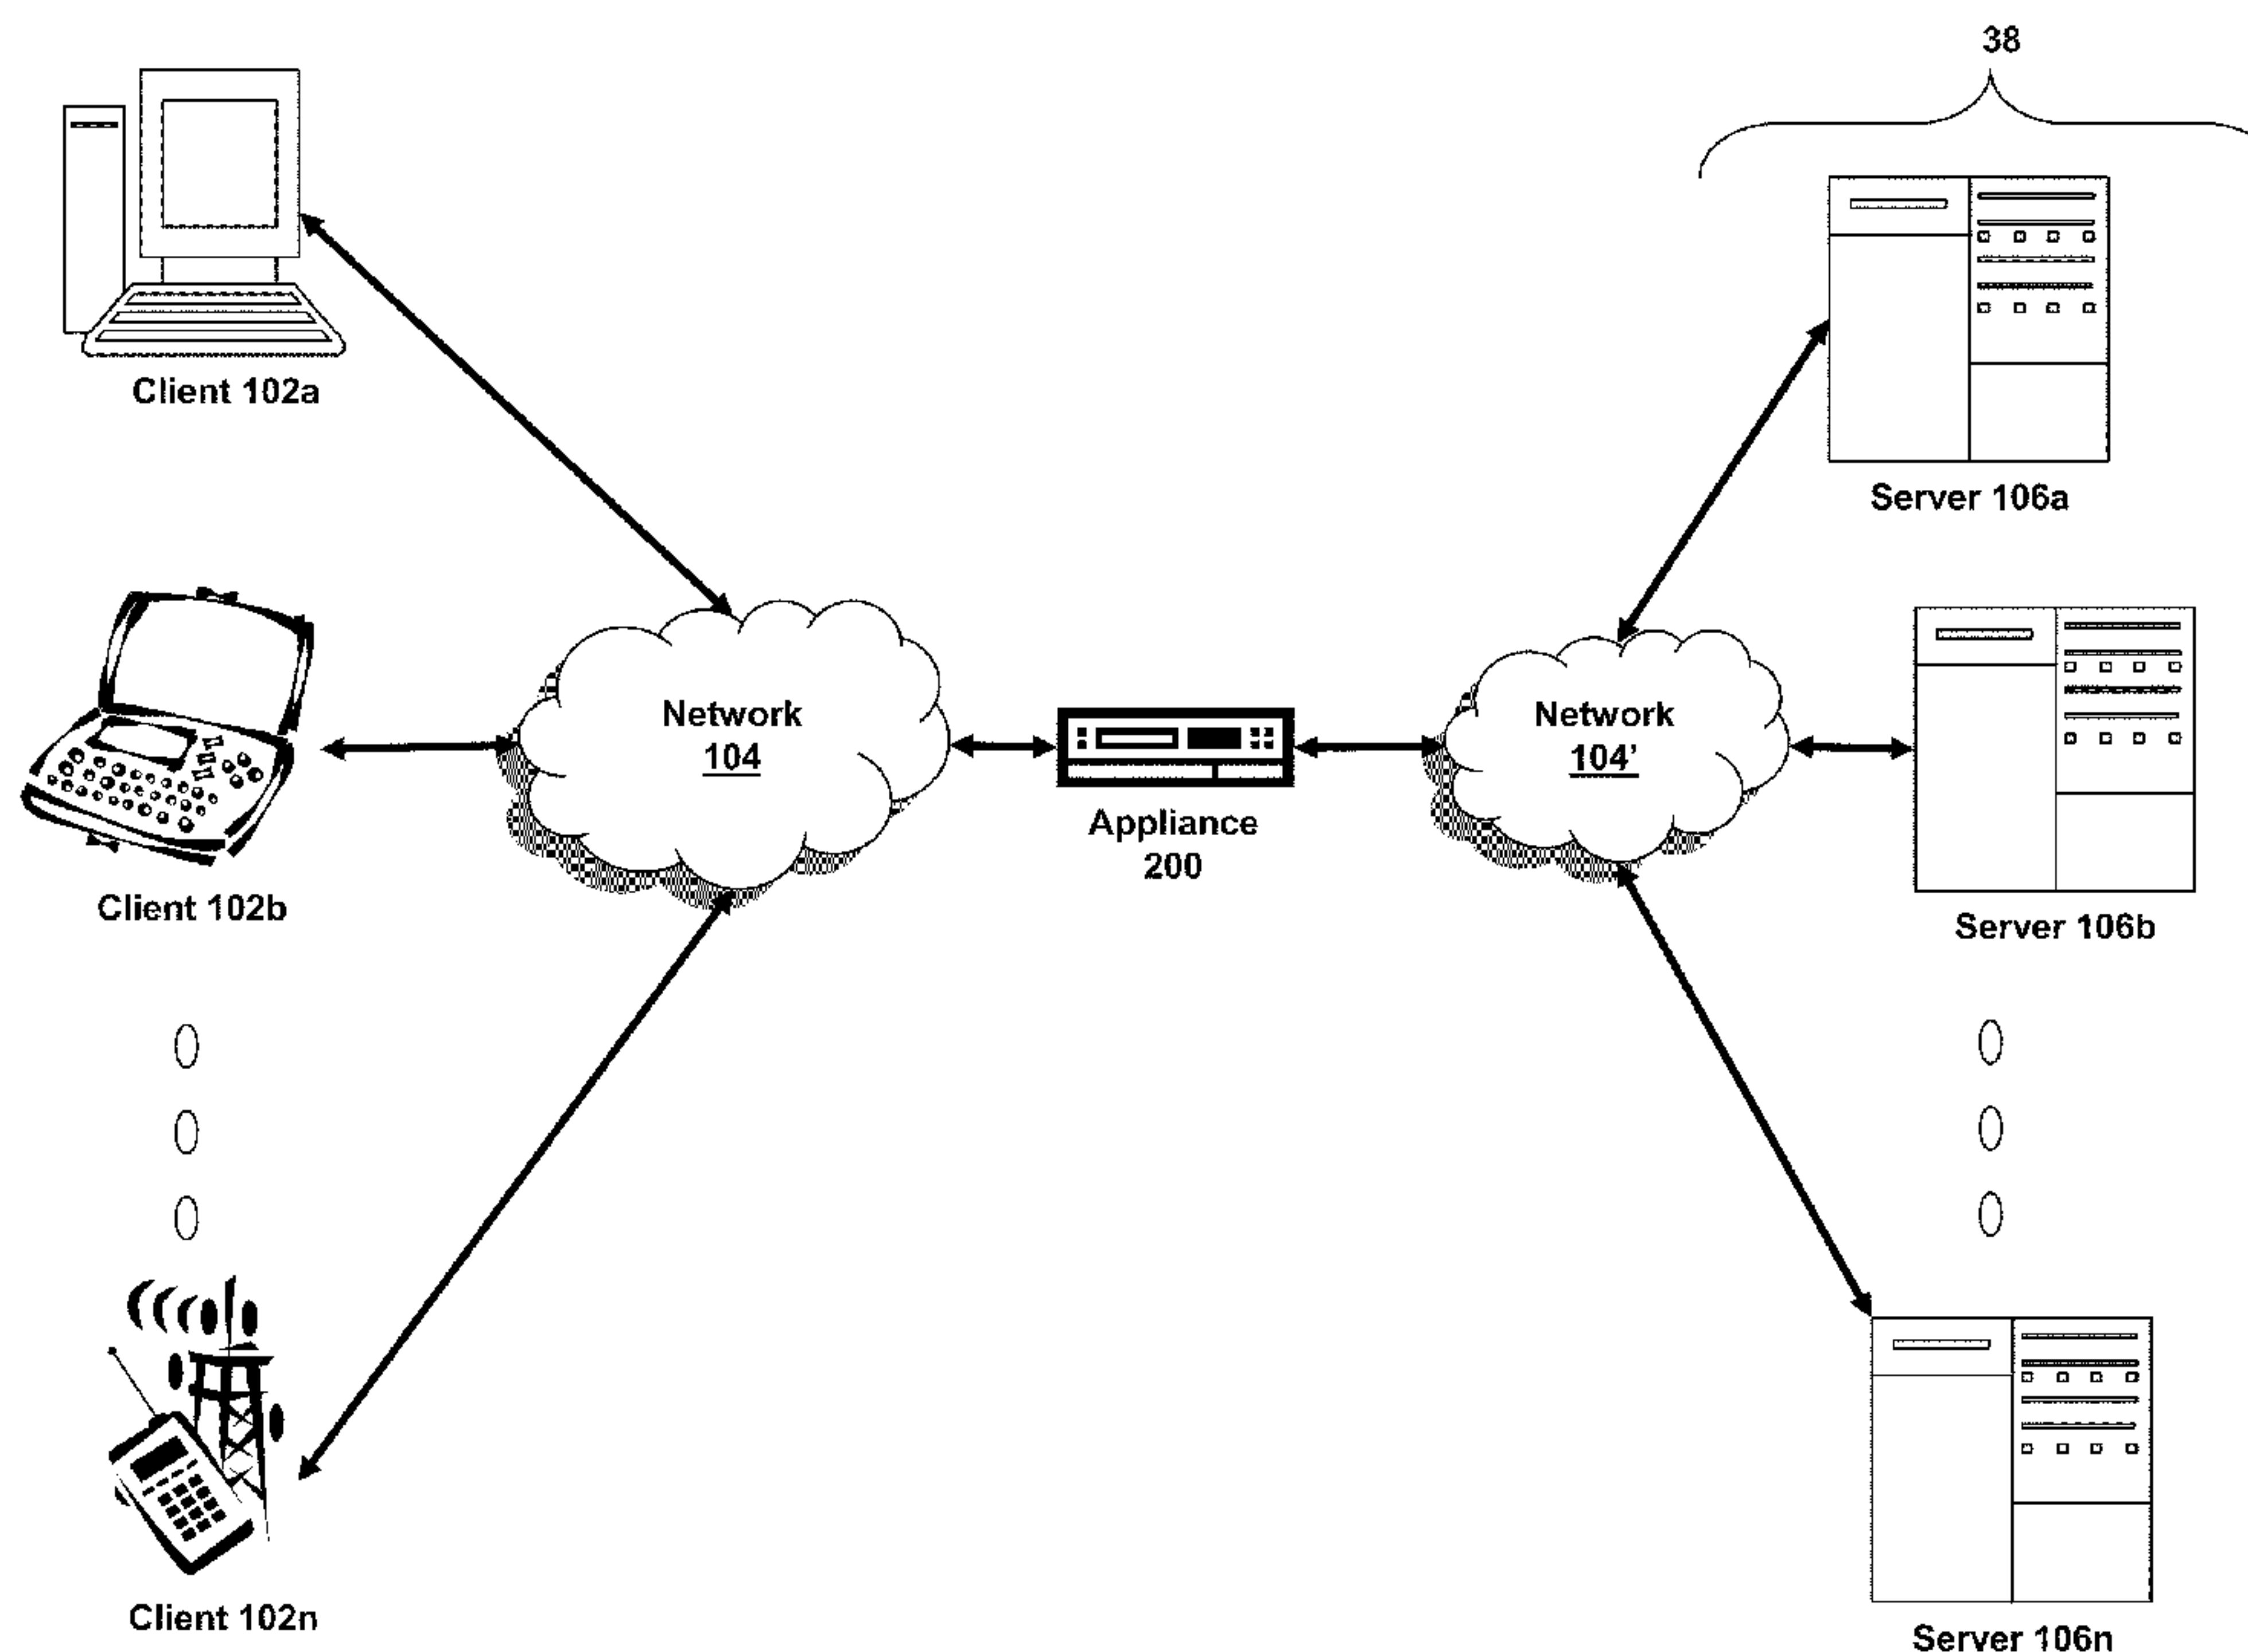 38
Client 102a
Server 106a
Network
104
Network
104’
Appliance
200
Client 102b
Server 106b
Client 102n
Server 106n